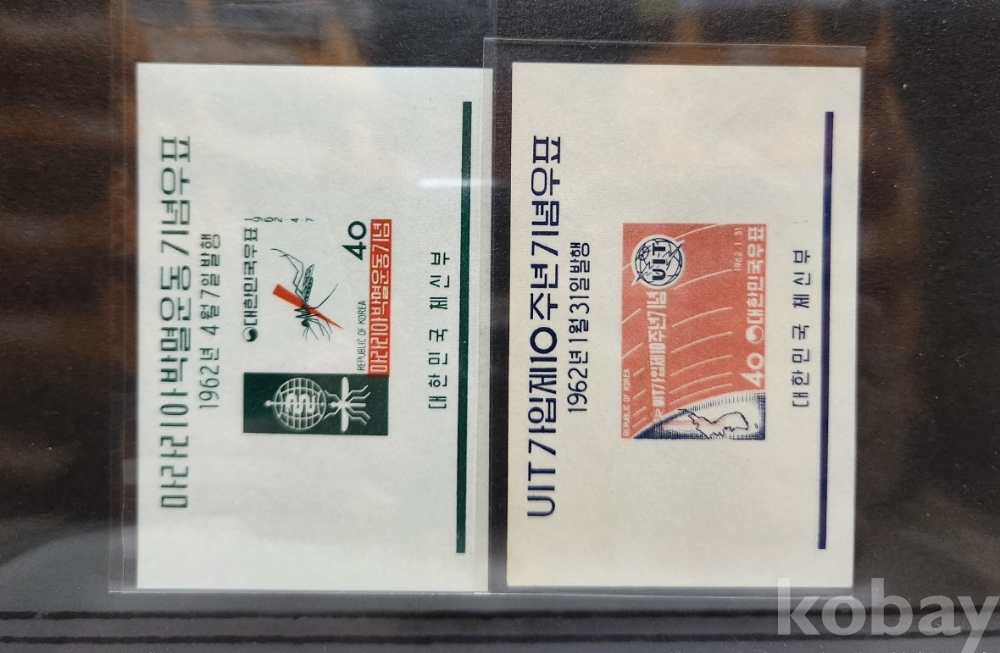 마라리아박멸운동기념우표
1962년 4월 7일발행
대한민국우표
1962 4 7
40
REPUBLIC OF KOREA
마라리아박멸운동기념
대한민국 체신부
UIT가입제10주년기념우표
1962년1월31일발행
REPUBLIC OF KOREA
UIT가입제10주년기념
UIT
40
대한민국우표
1962.1.31
대한민국 체신부
kobay